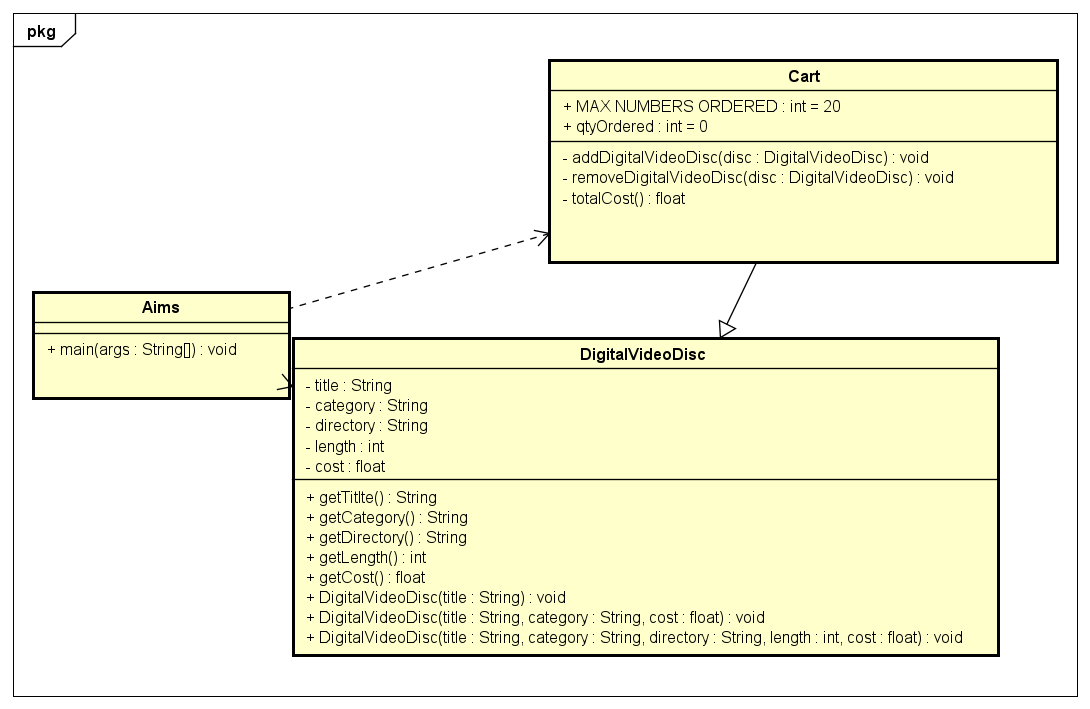 pkg
Cart
+ MAX NUMBERS ORDERED : int = 20
+ qtyOrdered : int = 0
- addDigitalVideoDisc(disc : DigitalVideoDisc) : void
- removeDigitalVideoDisc(disc : DigitalVideoDisc) : void
- totalCost() : float
Aims
+ main(args : String[]) : void
DigitalVideoDisc
- title : String
- category : String
- directory : String
- length : int
- cost : float
+ getTitlte() : String
+ getCategory() : String
+ getDirectory() : String
+ getLength() : int
+ getCost() : float
+ DigitalVideoDisc(title : String) : void
+ DigitalVideoDisc(title : String, category : String, cost : float) : void
+ DigitalVideoDisc(title : String, category : String, directory : String, length : int, cost : float) : void